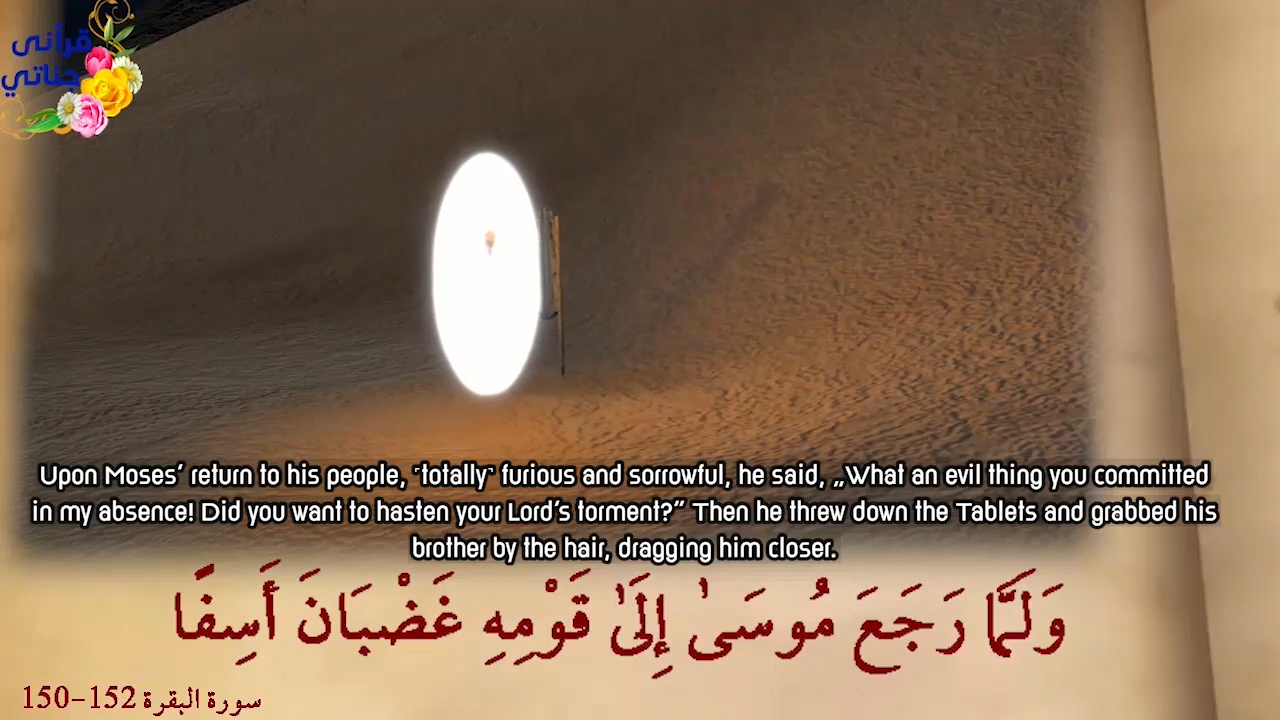 قرآنی
جناتي
Upon Moses’ return to his people, ˹totally˺ furious and sorrowful, he said, „What an evil thing you committed
in my absence! Did you want to hasten your Lord’s torment?” Then he threw down the Tablets and grabbed his
brother by the hair, dragging him closer.
وَلَمَّا رَجَعَ مُوسَىٰ إِلَىٰ قَوْمِهِ غَضْبَانَ أَسِفًا
سورة البقرة 152-150